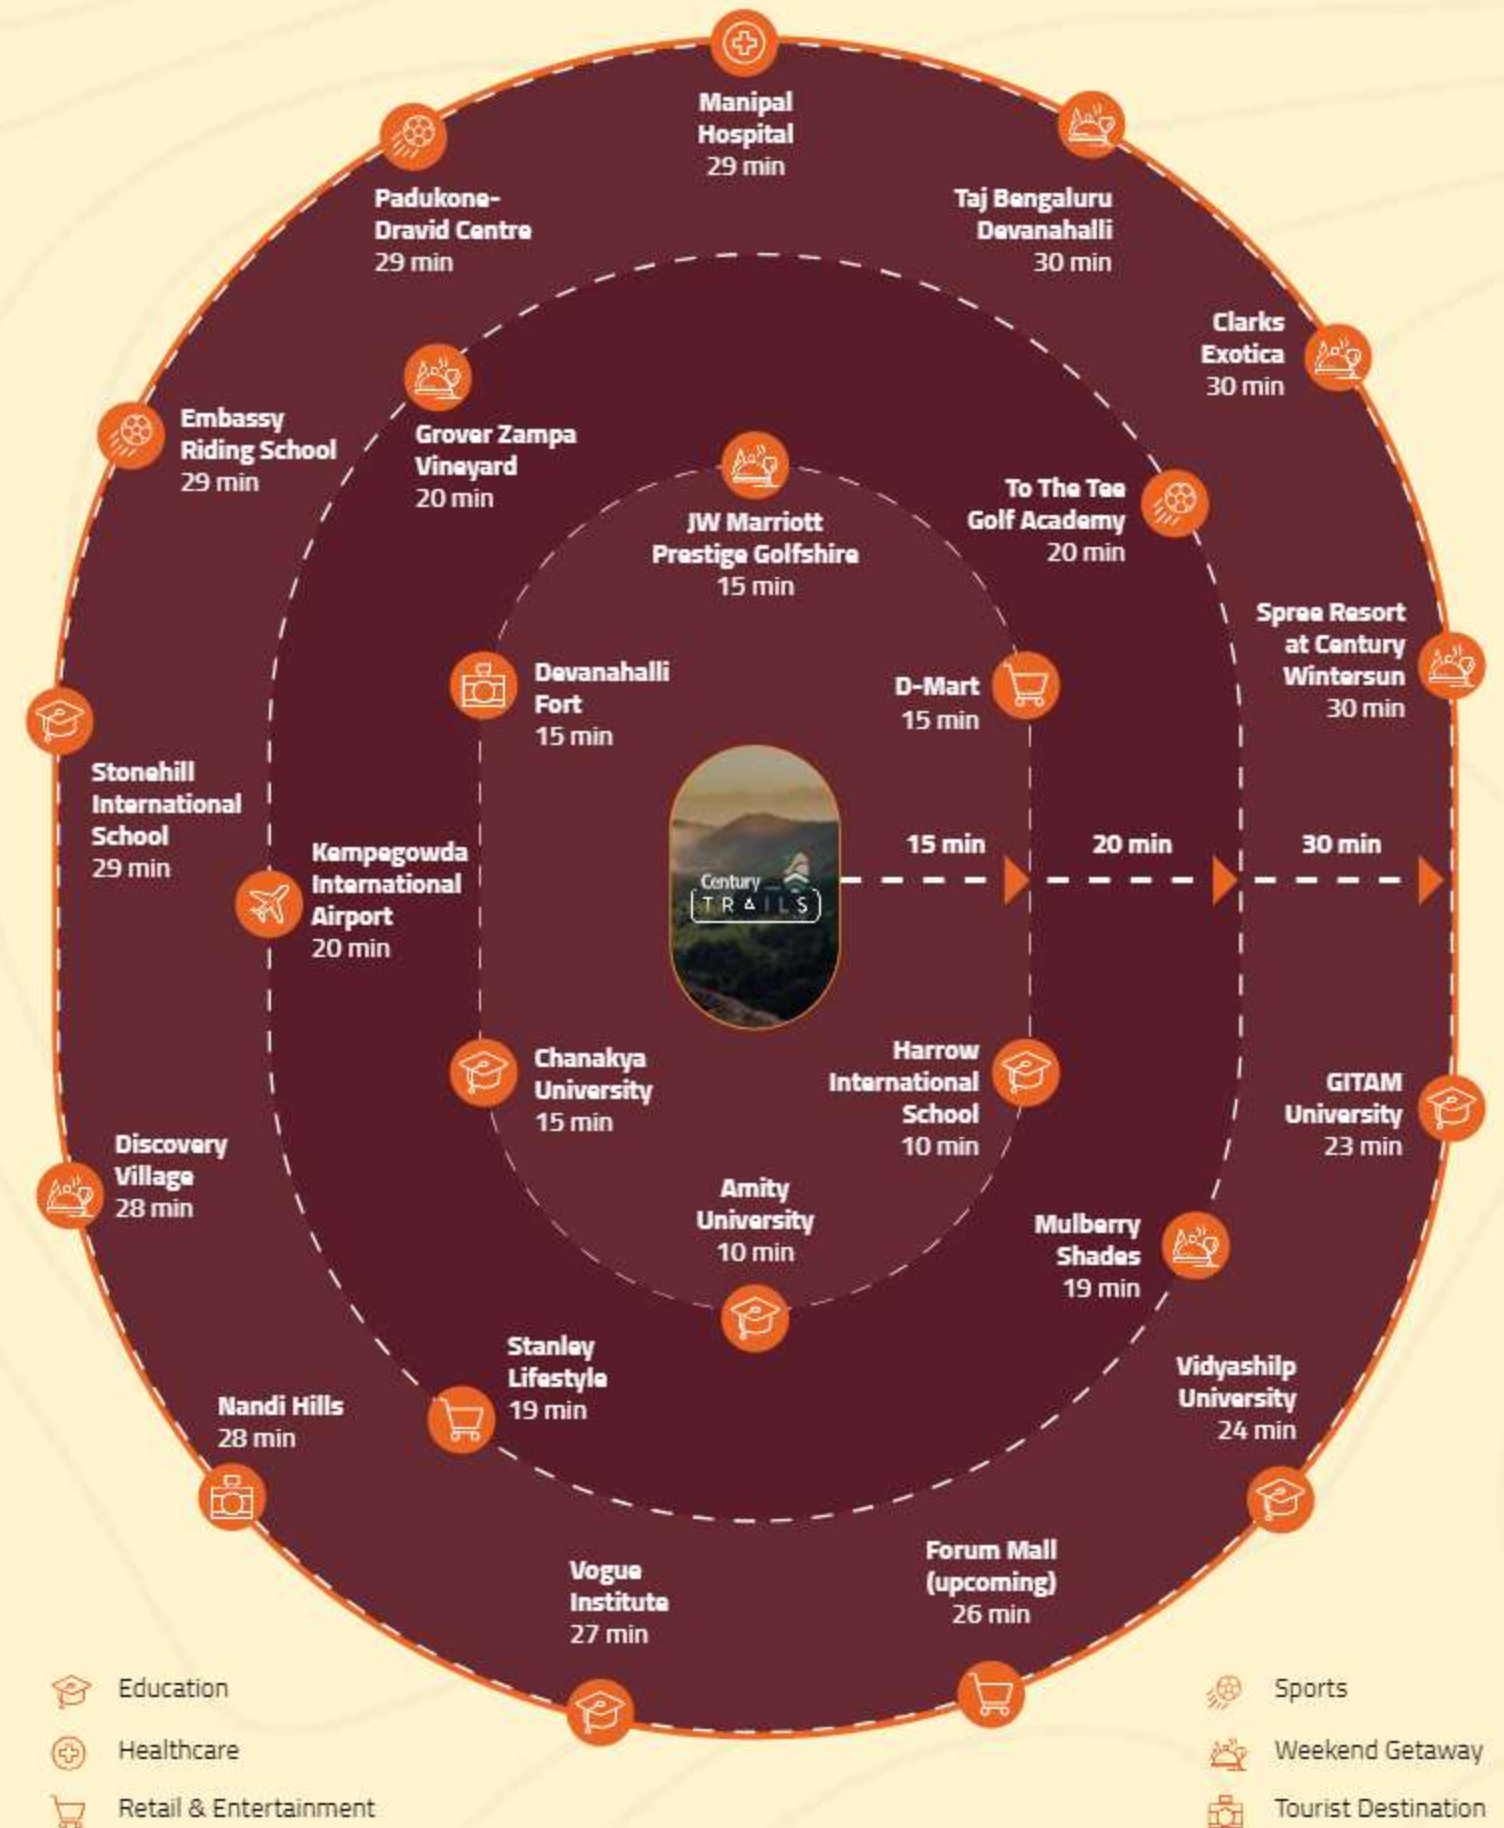 Manipal
Hospital
29 min
Padukone-
Dravid Centre
29 min
Taj Bengaluru
Devanahalli
30 min
Clarks
Exotica
30 min
Embassy
Riding School
29 min
Grover Zampa
Vineyard
20 min
JW Marriott
Prestige Golfshire
15 min
To The Tee
Golf Academy
20 min
Spree Resort
at Century
Wintersun
30 min
Devanahalli
Fort
15 min
D-Mart
15 min
Stonehill
International
School
29 min
Kempegowda
International
Airport
20 min
Century
TRAILS
15 min
20 min
30 min
Chanakya
University
15 min
Harrow
International
School
10 min
GITAM
University
23 min
Discovery
Village
28 min
Amity
University
10 min
Mulberry
Shades
19 min
Stanley
Lifestyle
19 min
Vidyashilp
University
24 min
Nandi Hills
28 min
Vogue
Institute
27 min
Forum Mall
(upcoming)
26 min
Education
Healthcare
Retail & Entertainment
Sports
Weekend Getaway
Tourist Destination